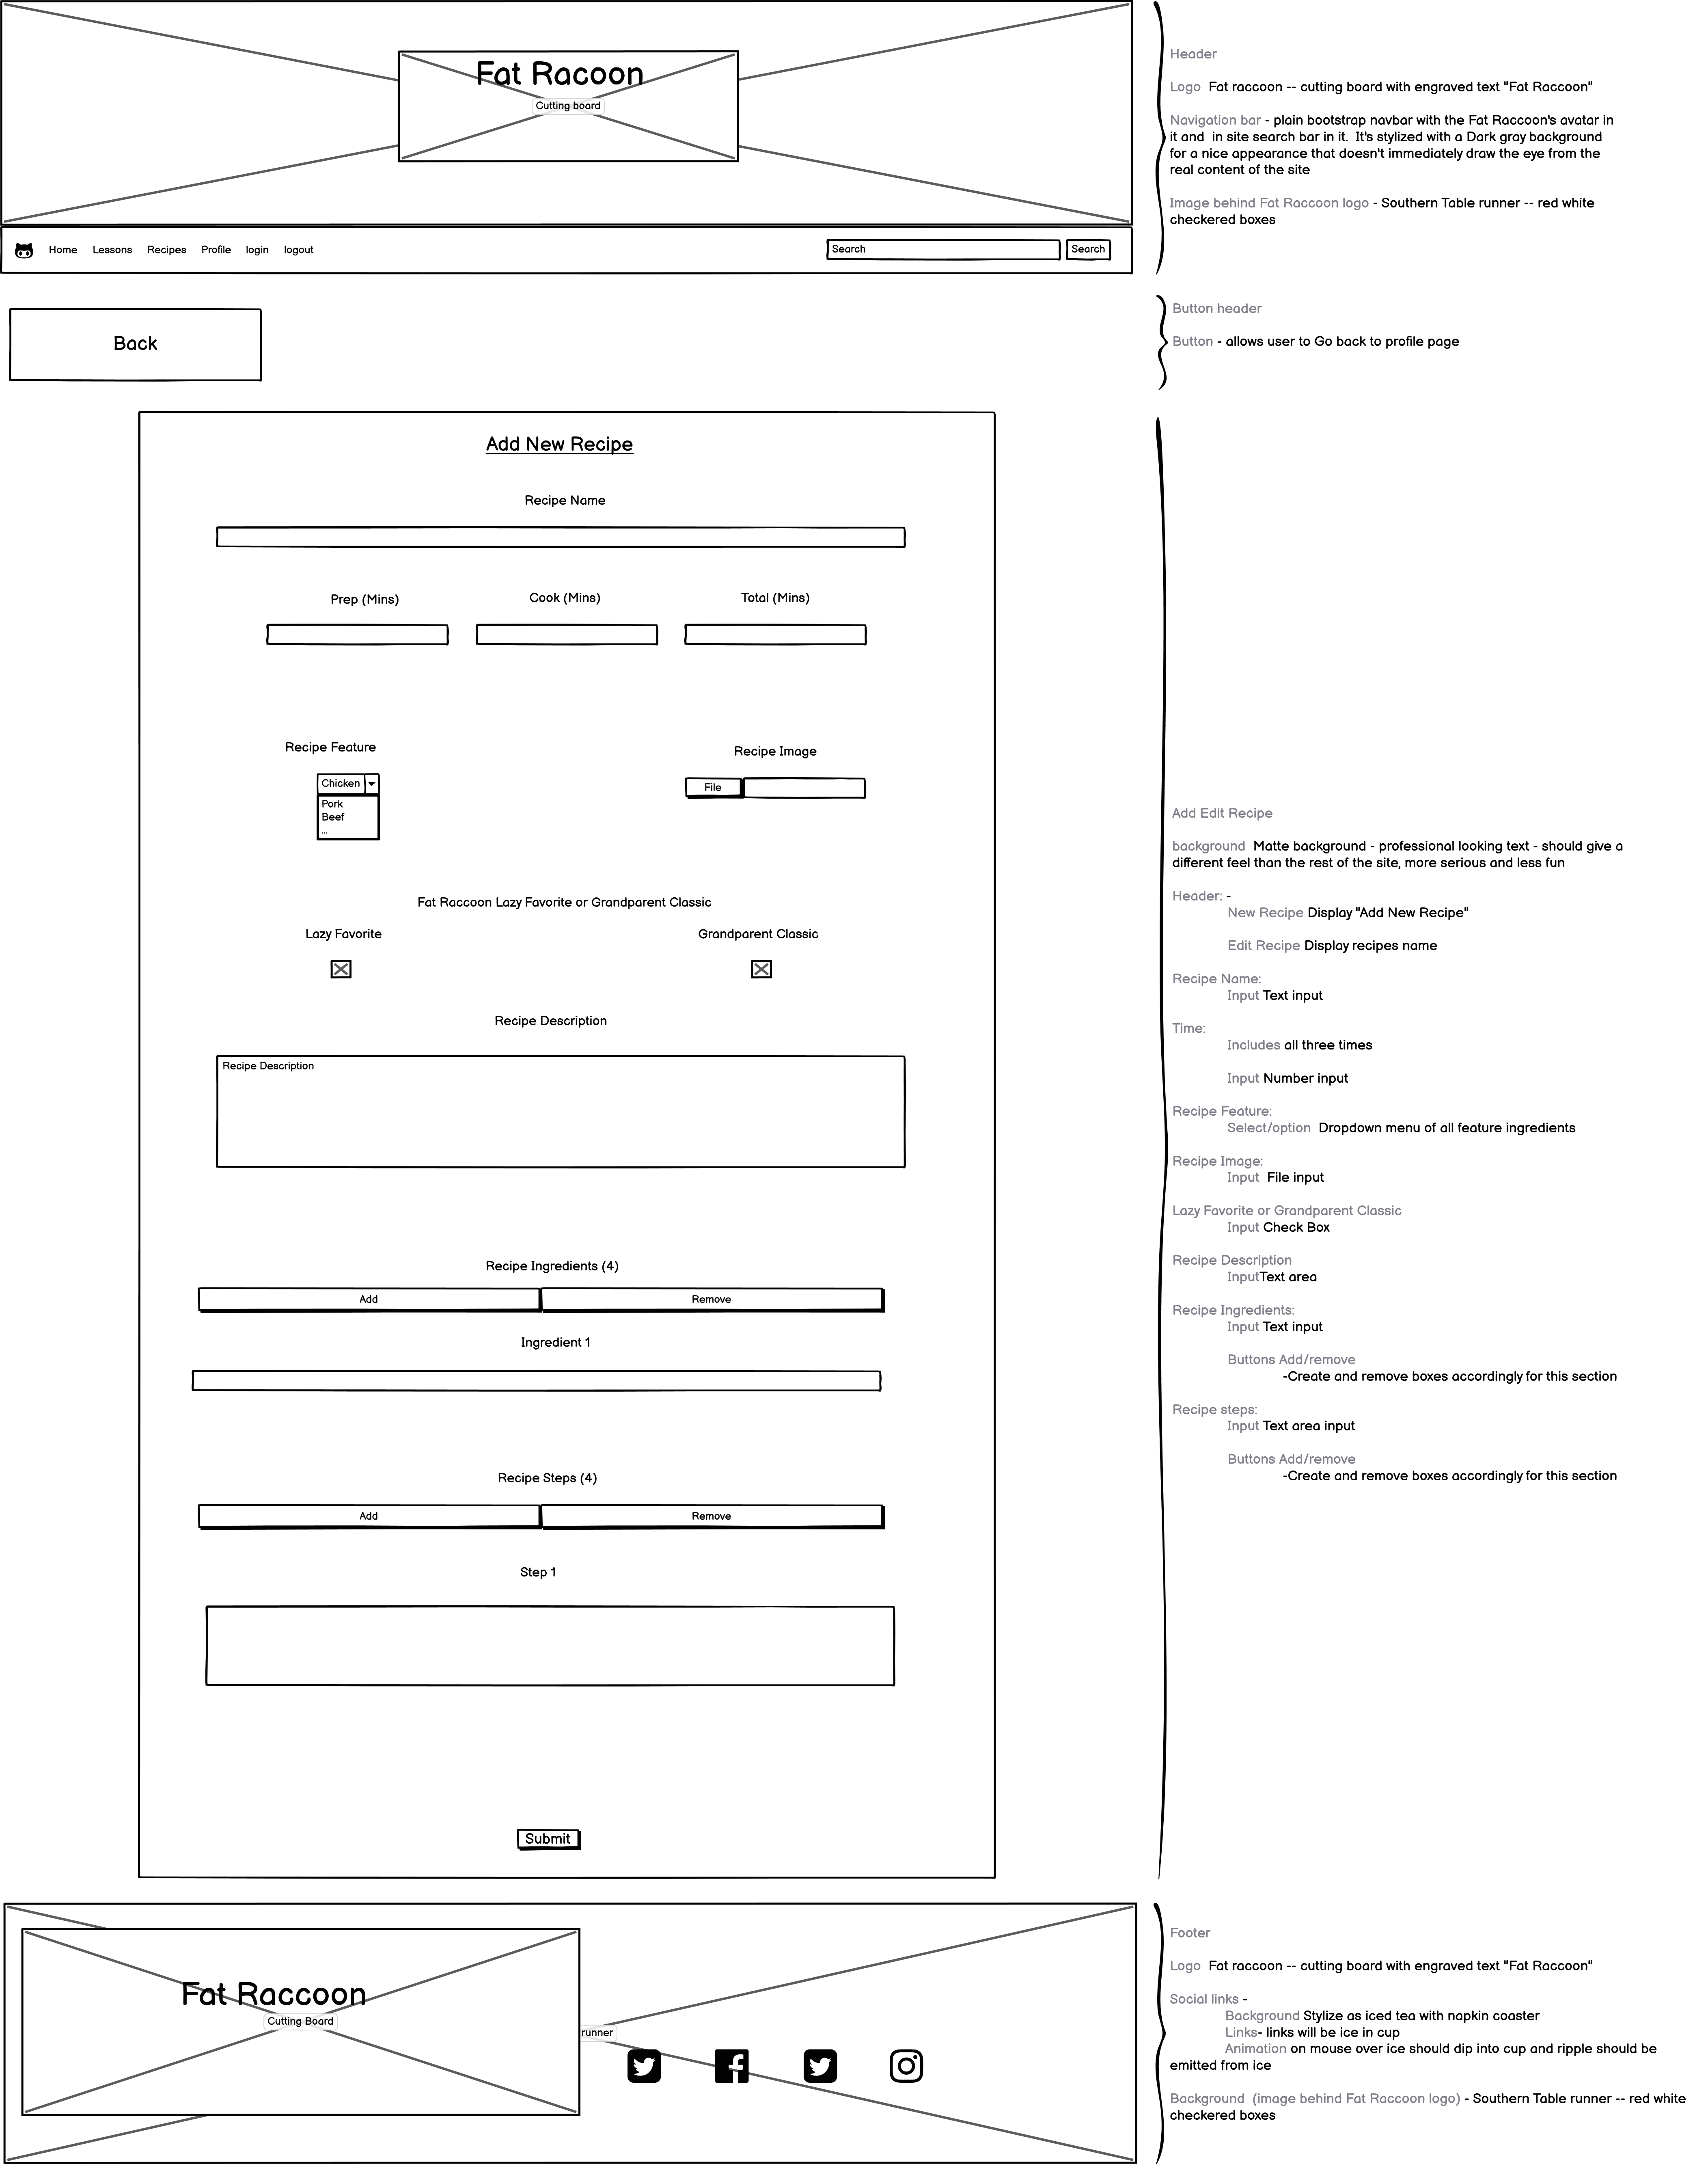 Fat Racoon
Cutting board
Home Lessons Recipes Profile login logout
Search Search
Header
Logo Fat raccoon -- cutting board with engraved text "Fat Raccoon"
Navigation bar - plain bootstrap navbar with the Fat Raccoon's avatar in
it and in site search bar in it. It's stylized with a Dark gray background
for a nice appearance that doesn't immediately draw the eye from the
real content of the site
Image behind Fat Raccoon logo - Southern Table runner -- red white
checkered boxes
Back
Button header
Button - allows user to Go back to profile page
Add New Recipe
Recipe Name
Prep (Mins) Cook (Mins) Total (Mins)
Recipe Feature Recipe Image
Chicken
Pork
Beef
...
File
Fat Raccoon Lazy Favorite or Grandparent Classic
Lazy Favorite Grandparent Classic
Recipe Description
Recipe Description
Recipe Ingredients (4)
Add Remove
Ingredient 1
Recipe Steps (4)
Add Remove
Step 1
Submit
Add Edit Recipe
background Matte background - professional looking text - should give a
different feel than the rest of the site, more serious and less fun
Header: -
New Recipe Display "Add New Recipe"
Edit Recipe Display recipes name
Recipe Name:
Input Text input
Time:
Includes all three times
Input Number input
Recipe Feature:
Select/option Dropdown menu of all feature ingredients
Recipe Image:
Input File input
Lazy Favorite or Grandparent Classic
Input Check Box
Recipe Description
InputText area
Recipe Ingredients:
Input Text input
Buttons Add/remove
-Create and remove boxes accordingly for this section
Recipe steps:
Input Text area input
Buttons Add/remove
-Create and remove boxes accordingly for this section
Fat Raccoon
Cutting Board
runner
Footer
Logo Fat raccoon -- cutting board with engraved text "Fat Raccoon"
Social links -
Background Stylize as iced tea with napkin coaster
Links- links will be ice in cup
Animation on mouse over ice should dip into cup and ripple should be
emitted from ice
Background (image behind Fat Raccoon logo) - Southern Table runner -- red white
checkered boxes